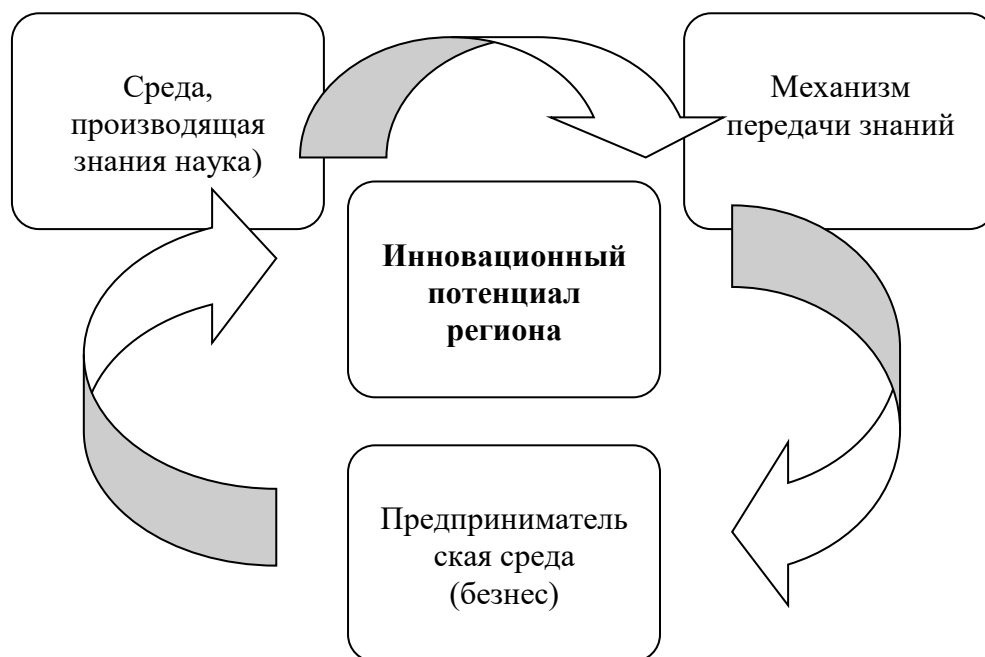 Среда,
производящая
знания наука)
Механизм
передачи знаний
Инновационный
потенциал
региона
Предприниматель
ская среда
(безнес)